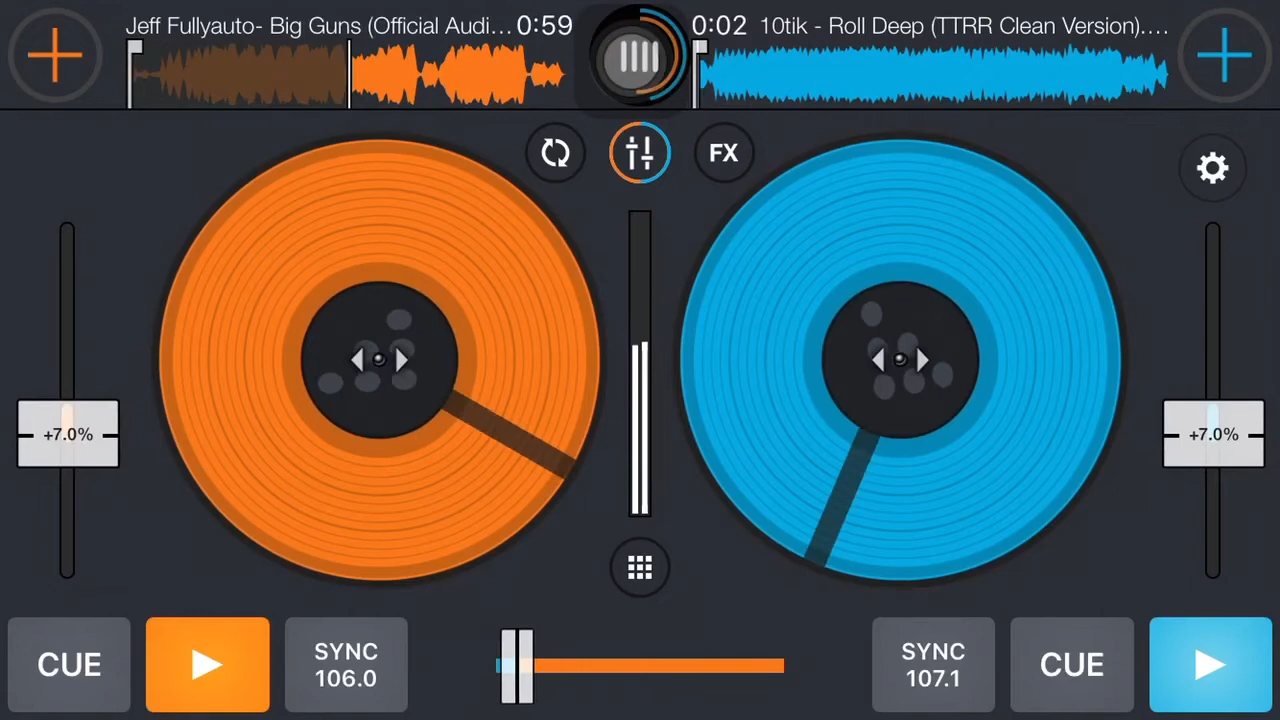 Jeff Fullyauto- Big Guns (Official Audi... 0:59
0:02 10tik - Roll Deep (TTRR Clean Version)....
FX
+7.0%
+7.0%
CUE
SYNC
106.0
SYNC
107.1
CUE